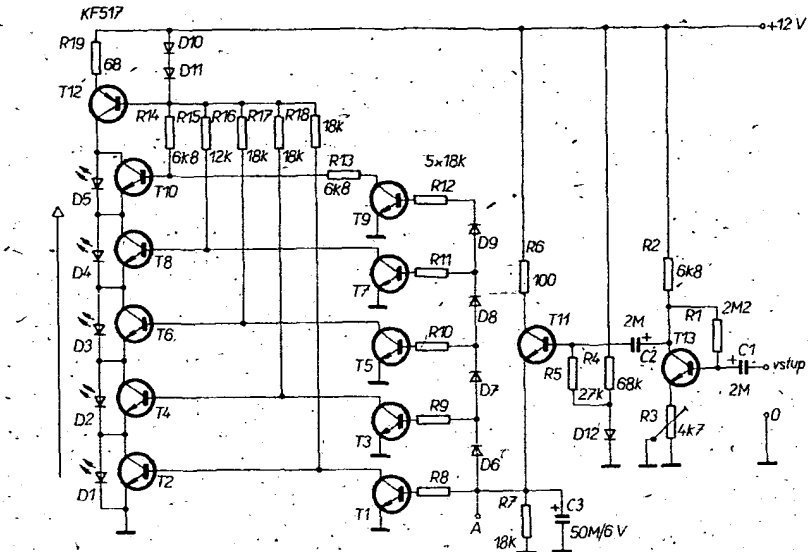 KF517
+12 V
R19
68
D10
D11
T12
R14 R15 R16 R17 R18
18k
6k8 12k 18k 18k
R13
6k8
5×18k
R12
T10
T9
D5
D9
R6
100
R2
6k8
R11
D4
T8
T7
D8
R1
2M2
T11
2M
C2
T13
C1
2M
vstup
R10
D3
T6
T5
D7
R5
27k
R4
68k
R9
D2
T4
T3
D6
D12
R3
4k7
0
R8
D1
T2
T1
A
R7
18k
C3
50M/6 V